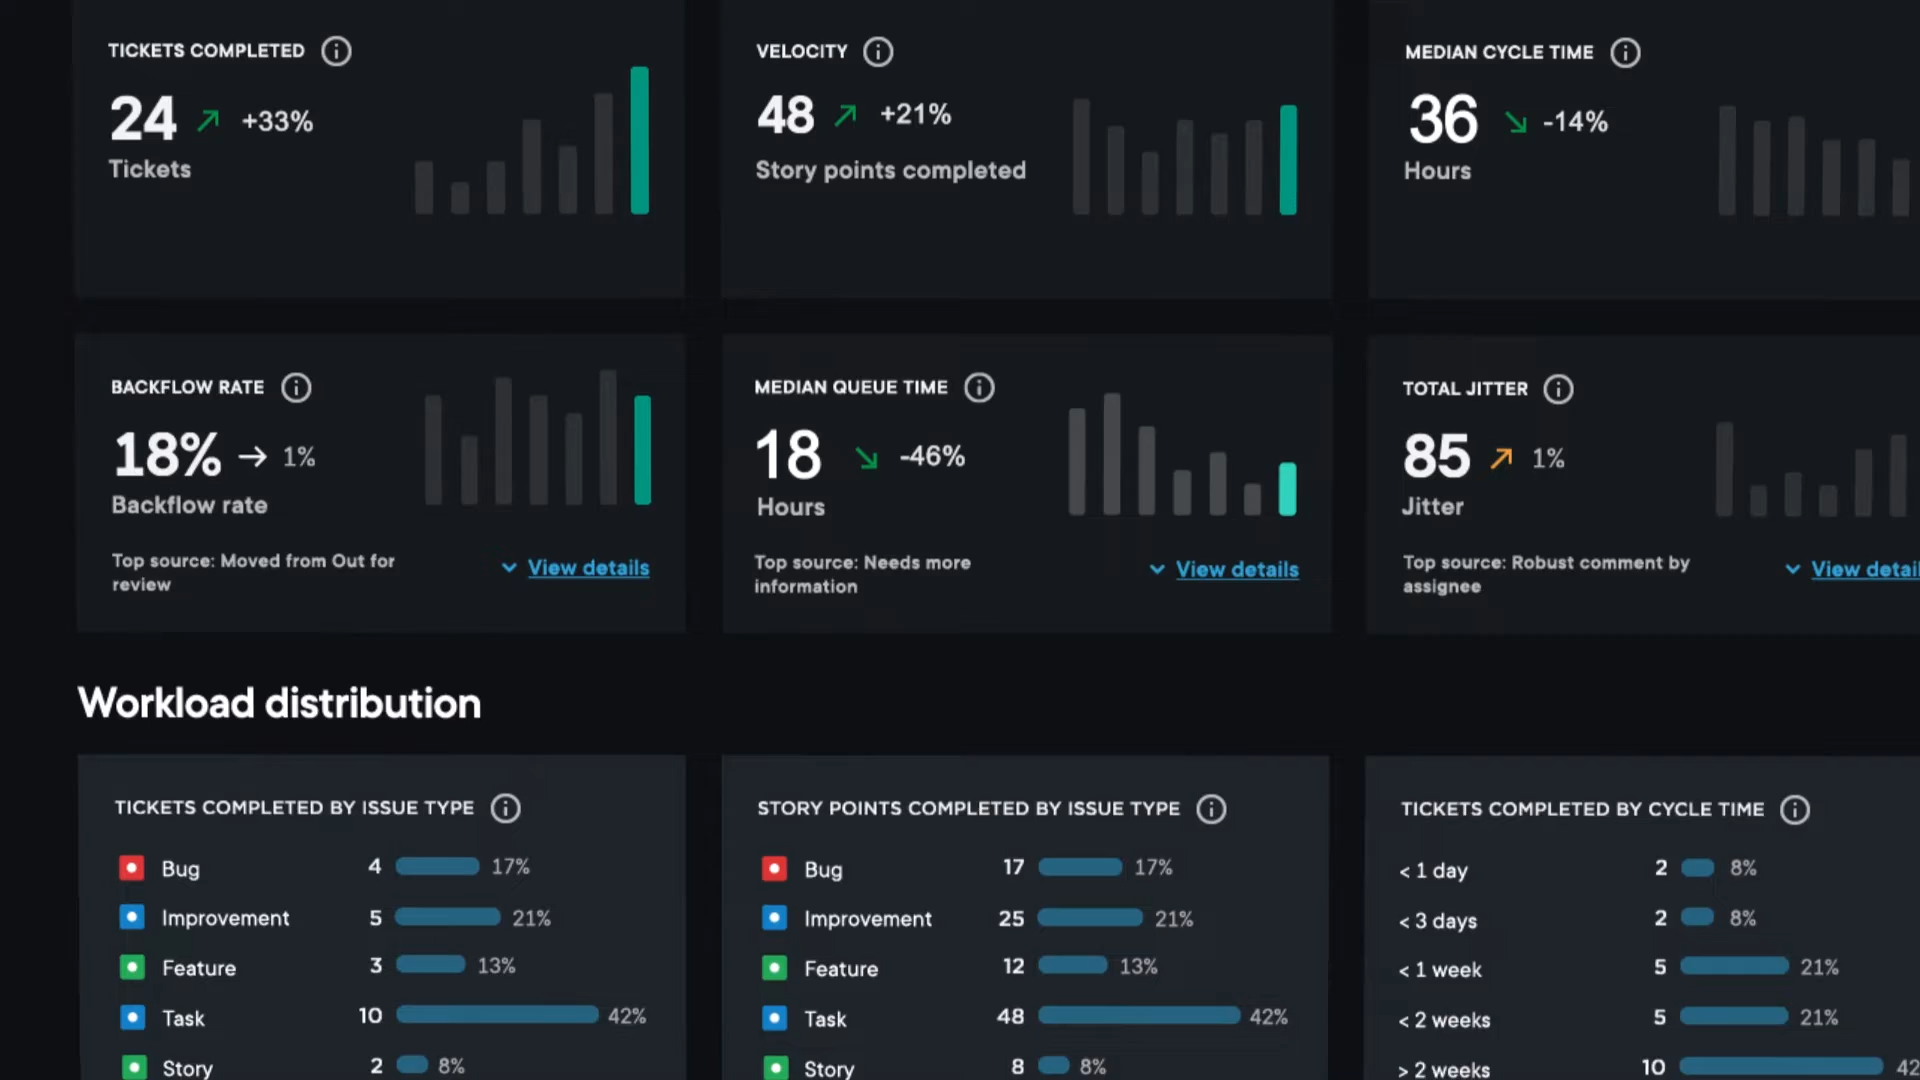 TICKETS COMPLETED
24 +33%
Tickets
VELOCITY
48 +21%
Story points completed
MEDIAN CYCLE TIME
36 -14%
Hours
BACKFLOW RATE
18% 1%
Backflow rate
Top source: Moved from Out for
review
View details
MEDIAN QUEUE TIME
18 -46%
Hours
Top source: Needs more
information
View details
TOTAL JITTER
85 1%
Jitter
Top source: Robust comment by
assignee
View detail
Workload distribution
TICKETS COMPLETED BY ISSUE TYPE
Bug 4 17%
Improvement 5 21%
Feature 3 13%
Task 10 42%
Story 2 8%
STORY POINTS COMPLETED BY ISSUE TYPE
Bug 17 17%
Improvement 25 21%
Feature 12 13%
Task 48 42%
Story 8 8%
TICKETS COMPLETED BY CYCLE TIME
< 1 day 2 8%
< 3 days 2 8%
< 1 week 5 21%
< 2 weeks 5 21%
> 2 weeks 10 42